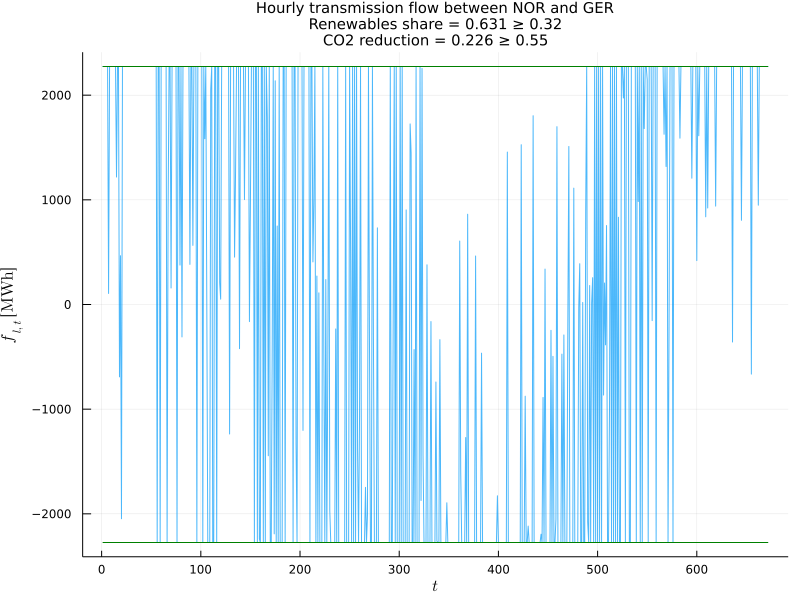 Hourly transmission flow between NOR and GER
Renewables share = 0.631 ≥ 0.32
CO2 reduction = 0.226 ≥ 0.55
2000
1000
0
−1000
−2000
f l,t [MWh]
0 100 200 300 400 500 600
t